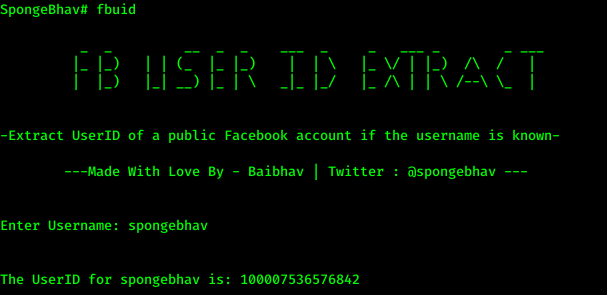 SpongeBhav# fbuid
FB USER ID EXTRACT
-Extract UserID of a public Facebook account if the username is known-
---Made With Love By - Baibhav | Twitter : @spongebhav ---
Enter Username: spongebhav
The UserID for spongebhav is: 100007536576842